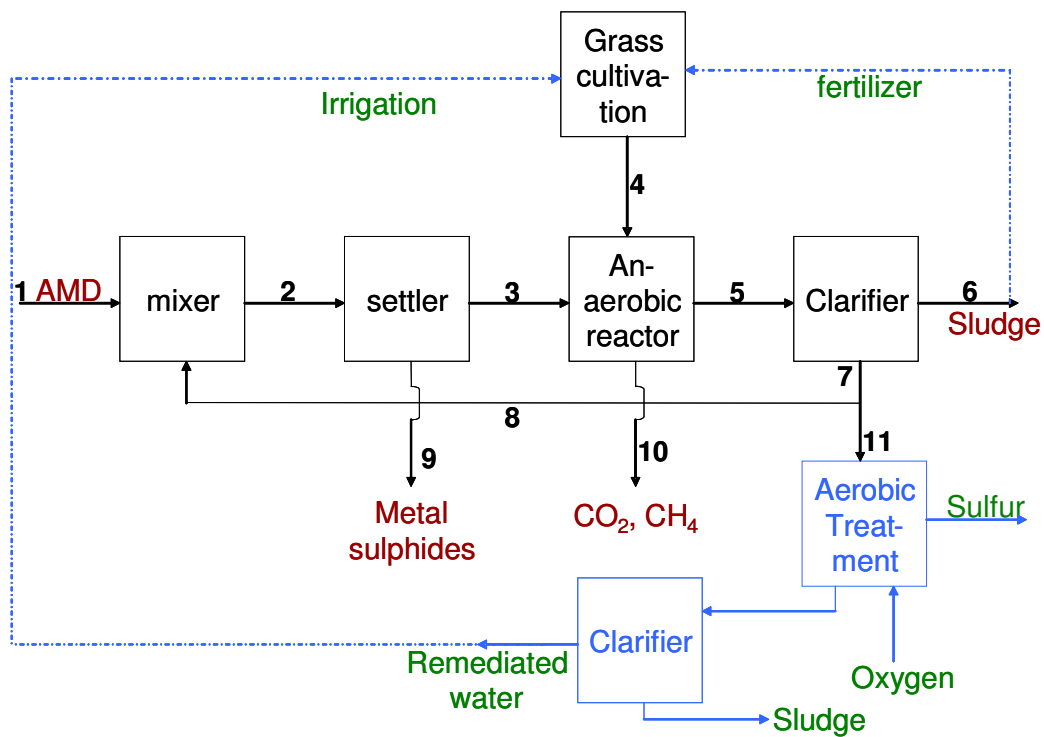 Grass
cultiva-
tion
Irrigation
fertilizer
4
1 AMD
mixer
2
settler
3
An-
aerobic
reactor
5
Clarifier
6
Sludge
7
8
9
10
11
Metal
sulphides
CO2, CH4
Aerobic
Treat-
ment
Sulfur
Clarifier
Remediated
water
Oxygen
Sludge